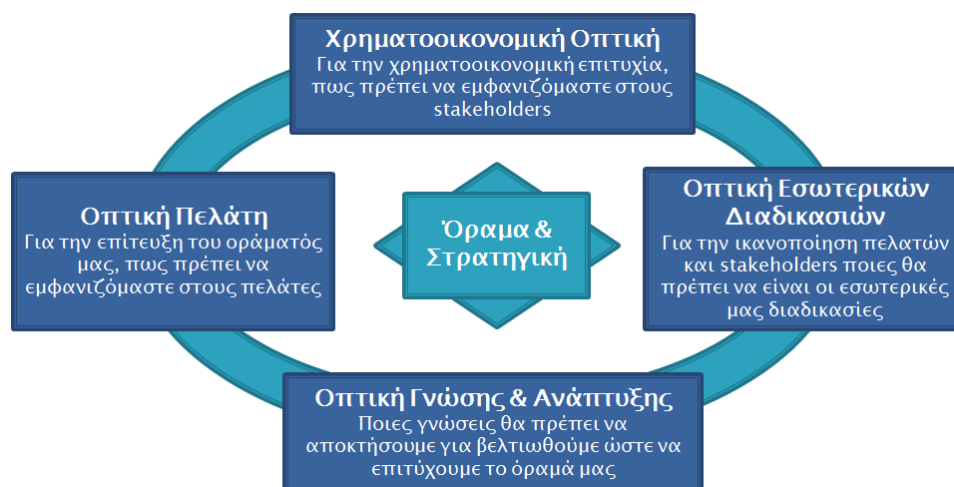 Χρηματοοικονομική Οπτική
Για την χρηματοοικονομική επιτυχία,
πως πρέπει να εμφανιζόμαστε στους
stakeholders
Οπτική Πελάτη
Για την επίτευξη του οράματός
μας, πως πρέπει να
εμφανιζόμαστε στους πελάτες
Όραμα &
Στρατηγική
Οπτική Εσωτερικών
Διαδικασιών
Για την ικανοποίηση πελατών
και stakeholders ποιες θα
πρέπει να είναι οι εσωτερικές
μας διαδικασίες
Οπτική Γνώσης & Ανάπτυξης
Ποιες γνώσεις θα πρέπει να
αποκτήσουμε για βελτιωθούμε ώστε να
επιτύχουμε το όραμά μας